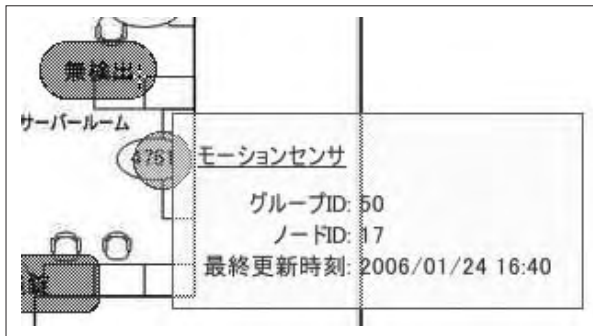 無検出
サーバールーム
モーションセンサ
グループID: 50
ノードID: 17
最終更新時刻: 2006/01/24 16:40